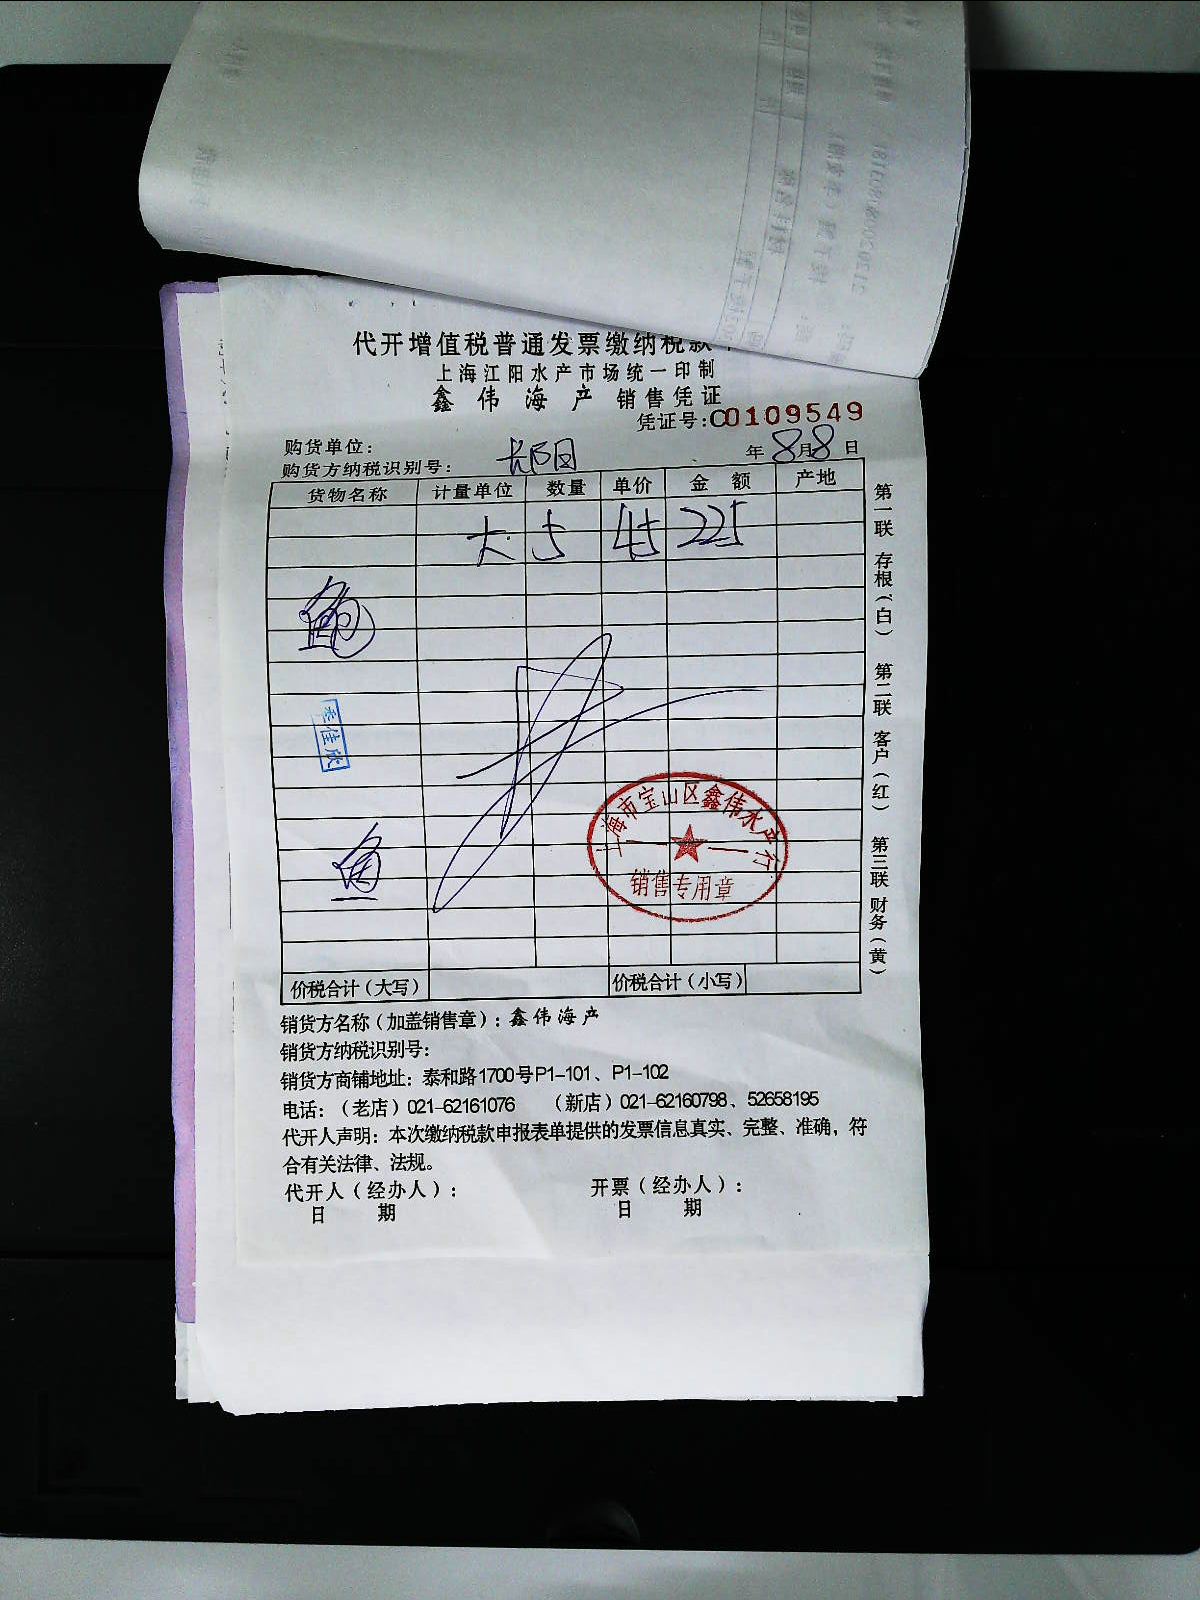 代开增值税普通发票缴纳税款
上海江阳水产市场统一印制
鑫伟海产 销售凭证
凭证号:C0109549
购货单位:
购货方纳税识别号:
年8月8日
货物名称 计量单位 数量 单价 金额 产地
大 5 45 225
季佳欣
上海市宝山区鑫伟水产行
销售专用章
价税合计(大写) 价税合计(小写)
销货方名称(加盖销售章):鑫伟海产
销货方纳税识别号:
销货方商铺地址:泰和路1700号P1-101、P1-102
电话:(老店)021-62161076 (新店)021-62160798、52658195
代开人声明:本次缴纳税款申报表单提供的发票信息真实、完整、准确,符
合有关法律、法规。
代开人(经办人): 开票(经办人):
日期 日期
第一联 存根(白) 第二联 客户(红) 第三联 财务(黄)